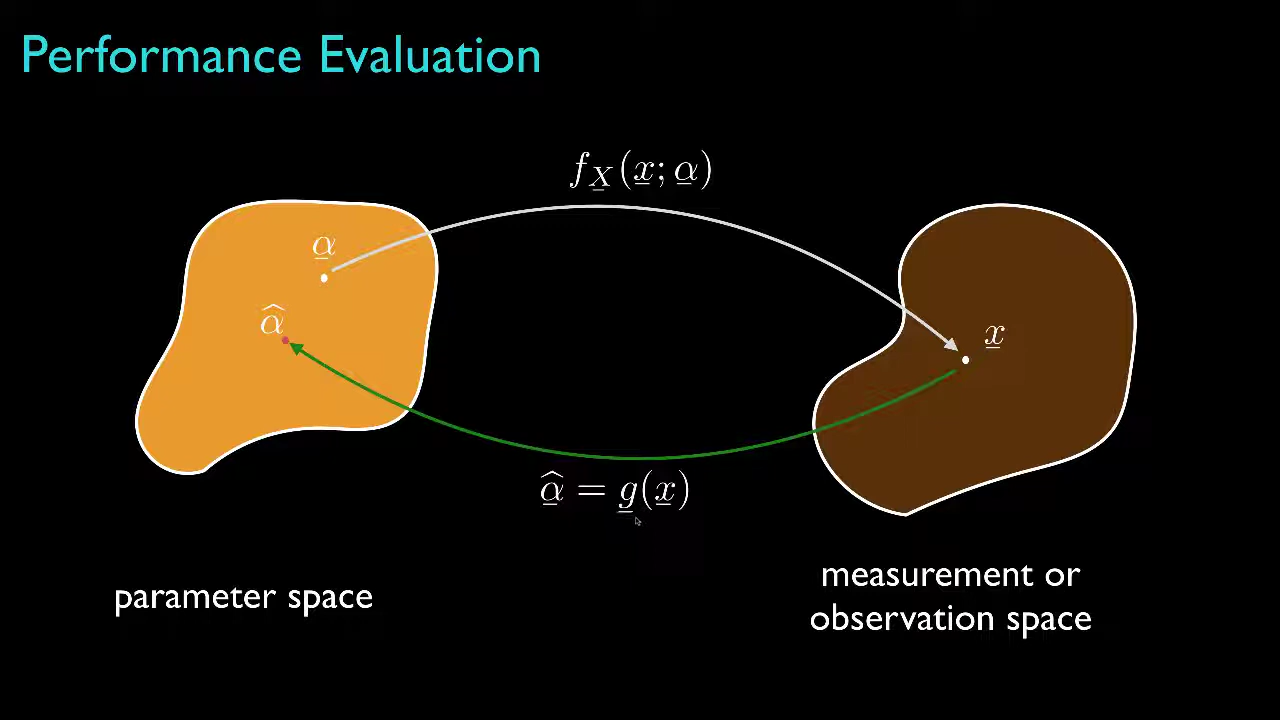 Performance Evaluation
f_X̲(x̲; α̲)
α̲
α̂
x̲
α̲̂ = g̲(x̲)
measurement or
parameter space
observation space